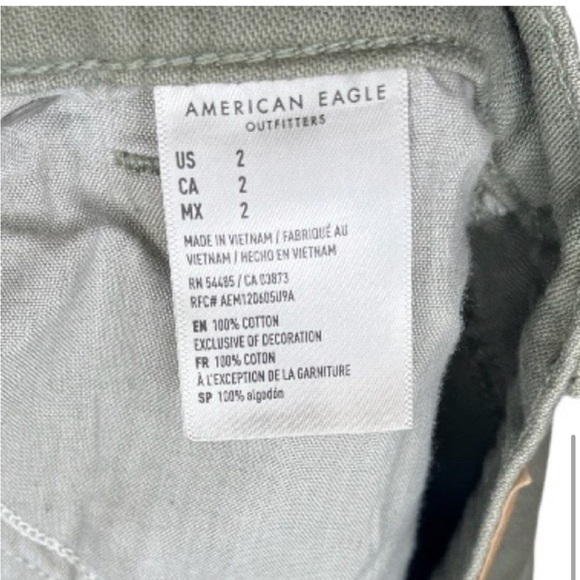 AMERICAN EAGLE
OUTFITTERS
US 2
CA 2
MX 2
MADE IN VIETNAM / FABRIQUÉ AU
VIETNAM / HECHO EN VIETNAM
RN 54485 / CA 03873
RFC# AEM120605U9A
EN 100% COTTON
EXCLUSIVE OF DECORATION
FR 100% COTON
À L'EXCEPTION DE LA GARNITURE
SP 100% algodón